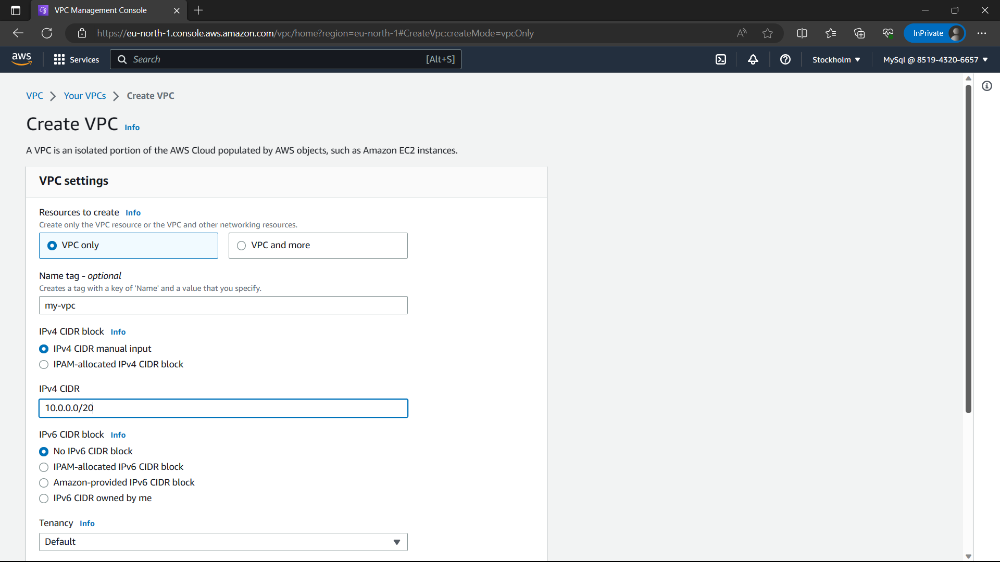 VPC Management Console
https://eu-north-1.console.aws.amazon.com/vpc/home?region=eu-north-1#CreateVpc:createMode=vpcOnly
InPrivate
aws
Services
Search
[Alt+S]
Stockholm
MySql @ 8519-4320-6657
VPC
Your VPCs
Create VPC
Create VPC Info
A VPC is an isolated portion of the AWS Cloud populated by AWS objects, such as Amazon EC2 instances.
VPC settings
Resources to create Info
Create only the VPC resource or the VPC and other networking resources.
VPC only
VPC and more
Name tag - optional
Creates a tag with a key of 'Name' and a value that you specify.
my-vpc
IPv4 CIDR block Info
IPv4 CIDR manual input
IPAM-allocated IPv4 CIDR block
IPv4 CIDR
10.0.0.0/20
IPv6 CIDR block Info
No IPv6 CIDR block
IPAM-allocated IPv6 CIDR block
Amazon-provided IPv6 CIDR block
IPv6 CIDR owned by me
Tenancy Info
Default